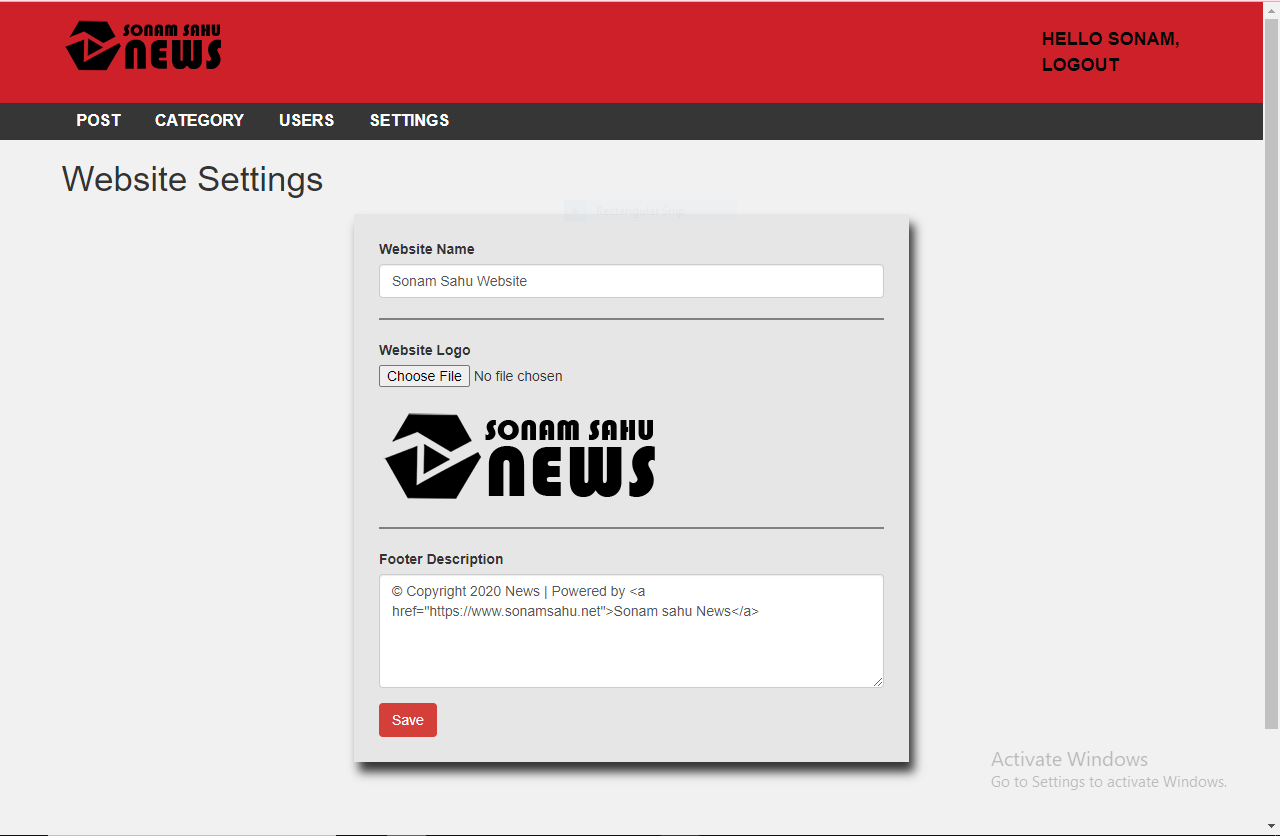 SONAM SAHU
NEWS
HELLO SONAM,
LOGOUT
POST CATEGORY USERS SETTINGS
Website Settings
Website Name
Sonam Sahu Website
Website Logo
Choose File No file chosen
SONAM SAHU
NEWS
Footer Description
© Copyright 2020 News | Powered by <a
href="https://www.sonamsahu.net">Sonam sahu News</a>
Save
Activate Windows
Go to Settings to activate Windows.